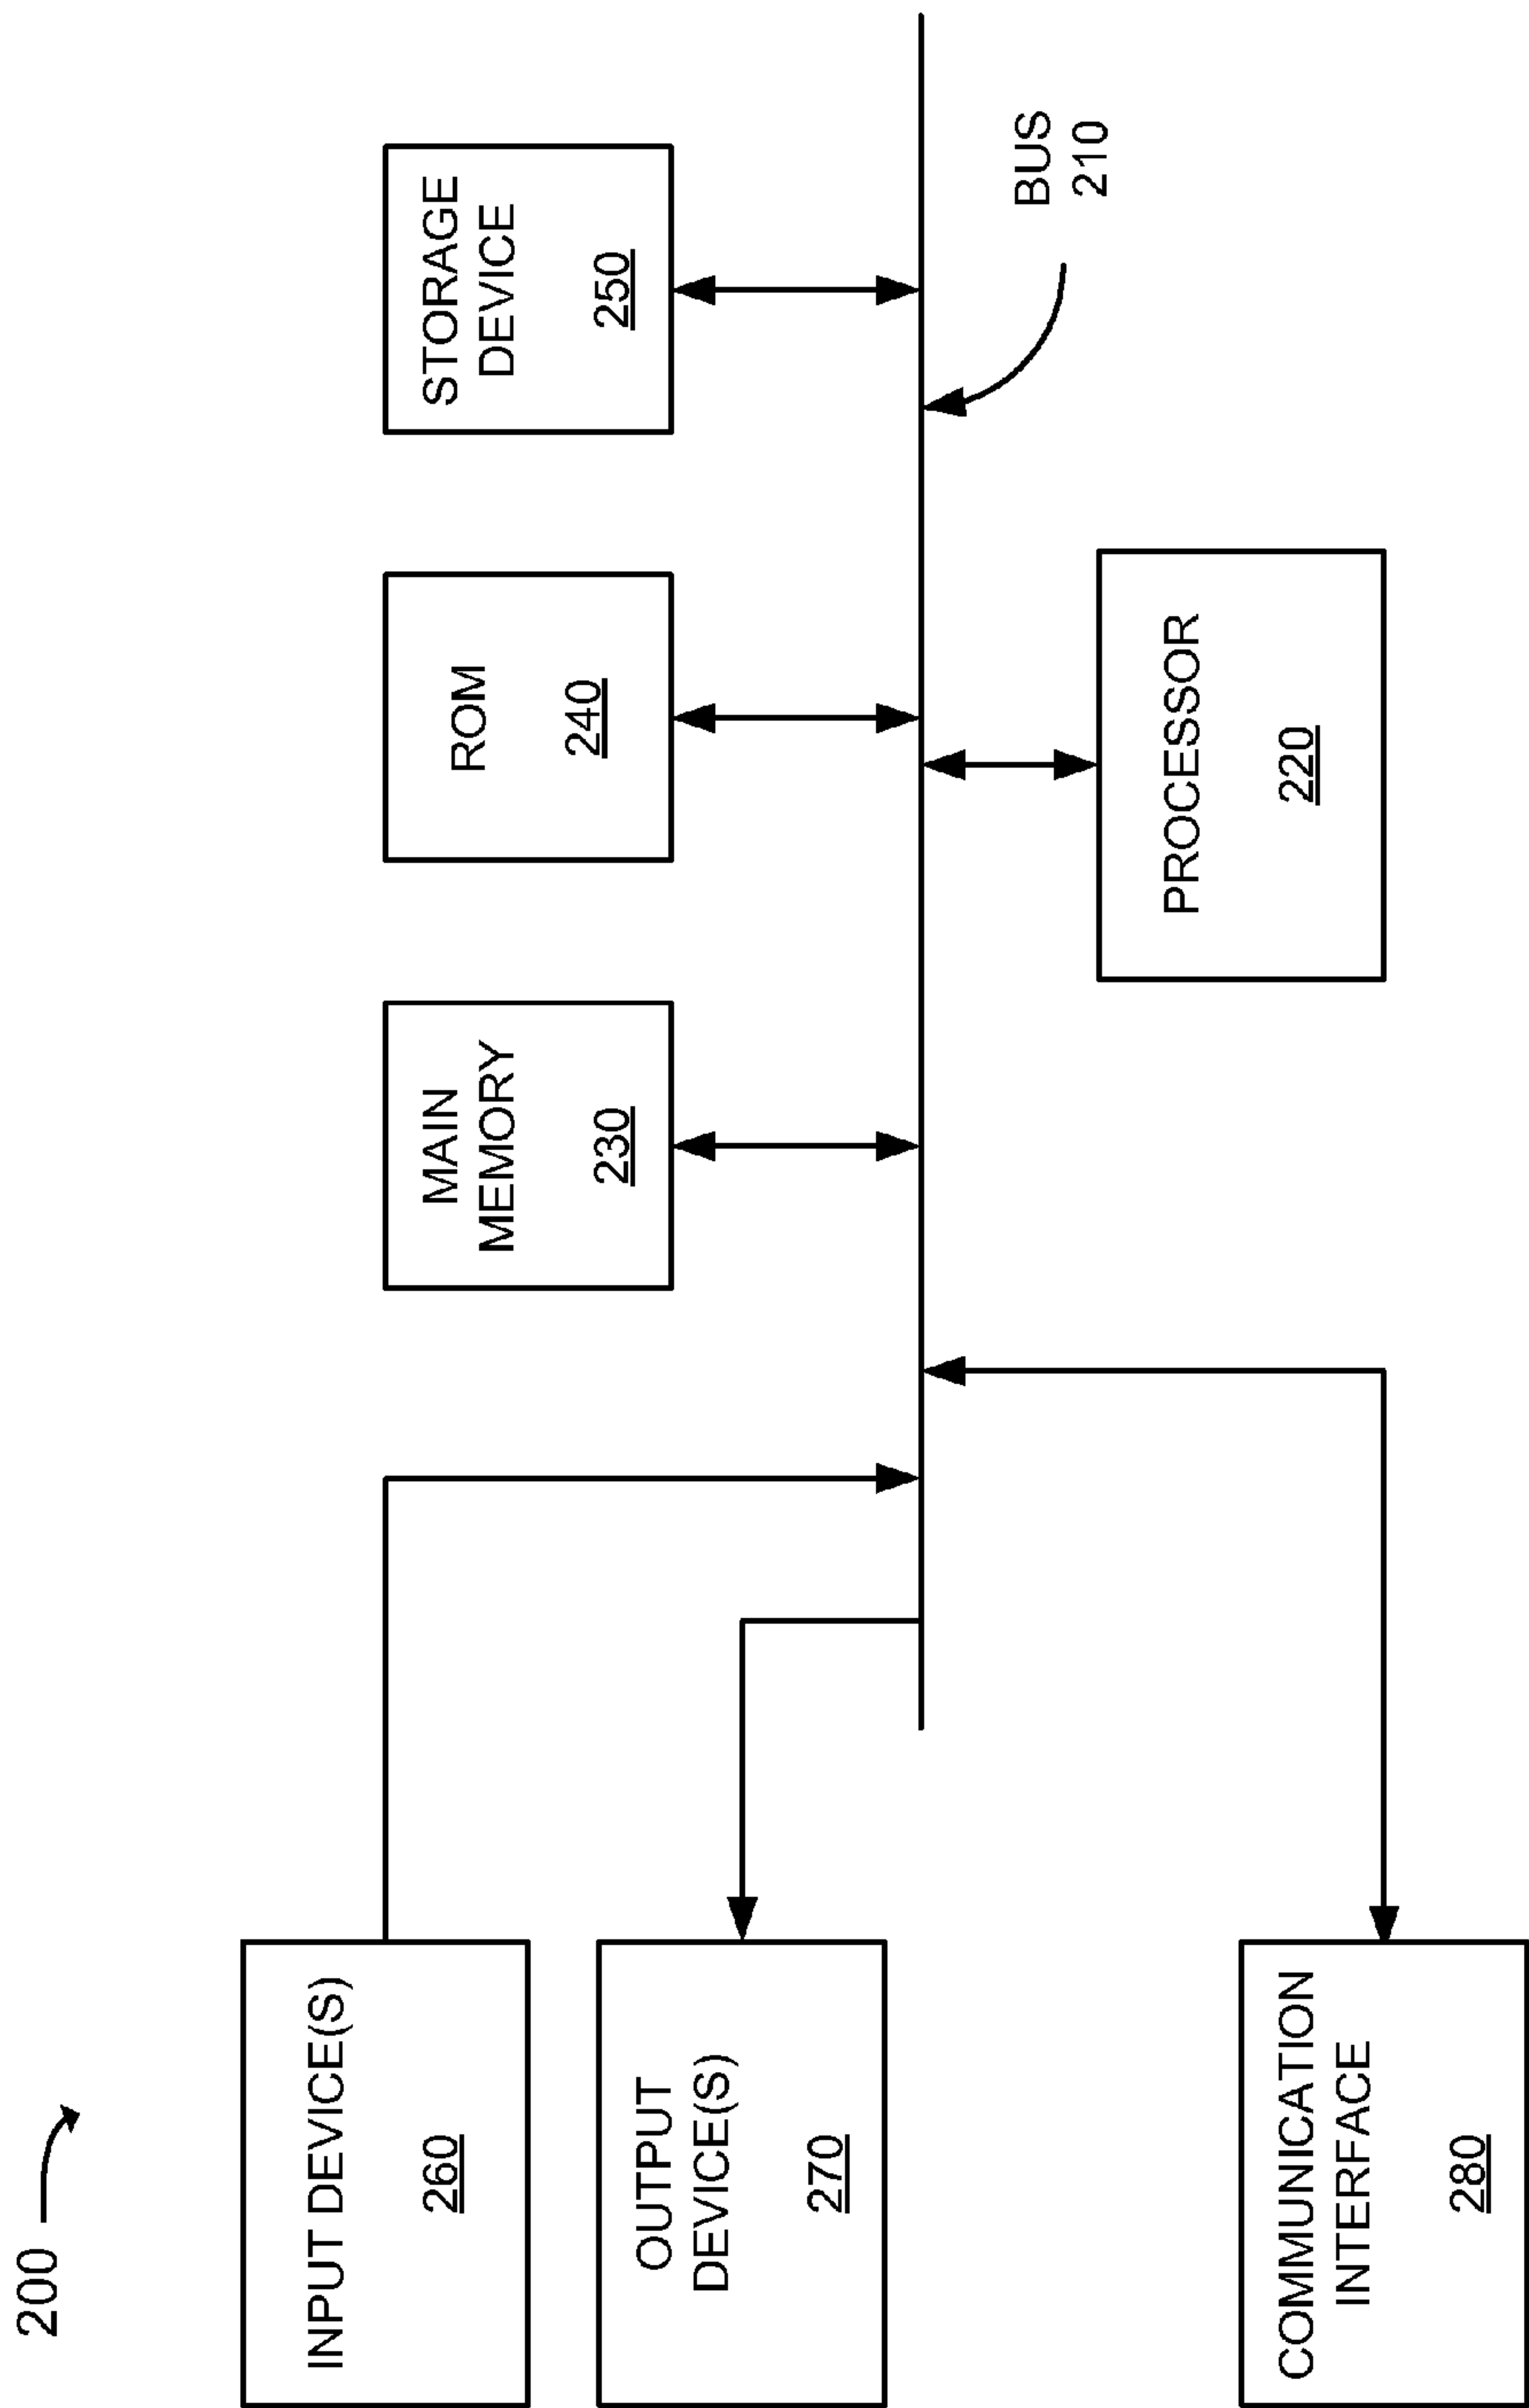 200
INPUT DEVICE(S)
260
OUTPUT
DEVICE(S)
270
COMMUNICATION
INTERFACE
280
MAIN
MEMORY
230
ROM
240
STORAGE
DEVICE
250
PROCESSOR
220
BUS
210